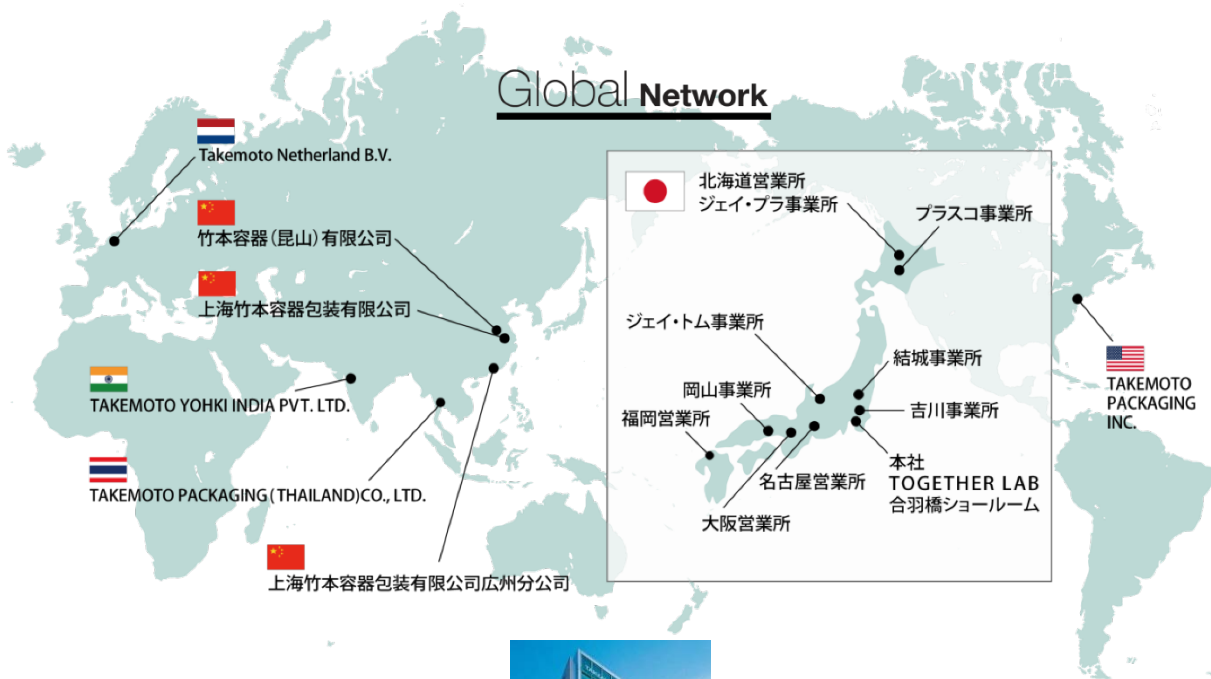 Global Network
Takemoto Netherland B.V.
竹本容器(昆山)有限公司
上海竹本容器包装有限公司
TAKEMOTO YOHKI INDIA PVT. LTD.
TAKEMOTO PACKAGING (THAILAND)CO., LTD.
上海竹本容器包装有限公司広州分公司
北海道営業所
ジェイ・プラ事業所
プラスコ事業所
ジェイ・トム事業所
結城事業所
岡山事業所
吉川事業所
福岡営業所
本社
TOGETHER LAB
合羽橋ショールーム
名古屋営業所
大阪営業所
TAKEMOTO
PACKAGING
INC.